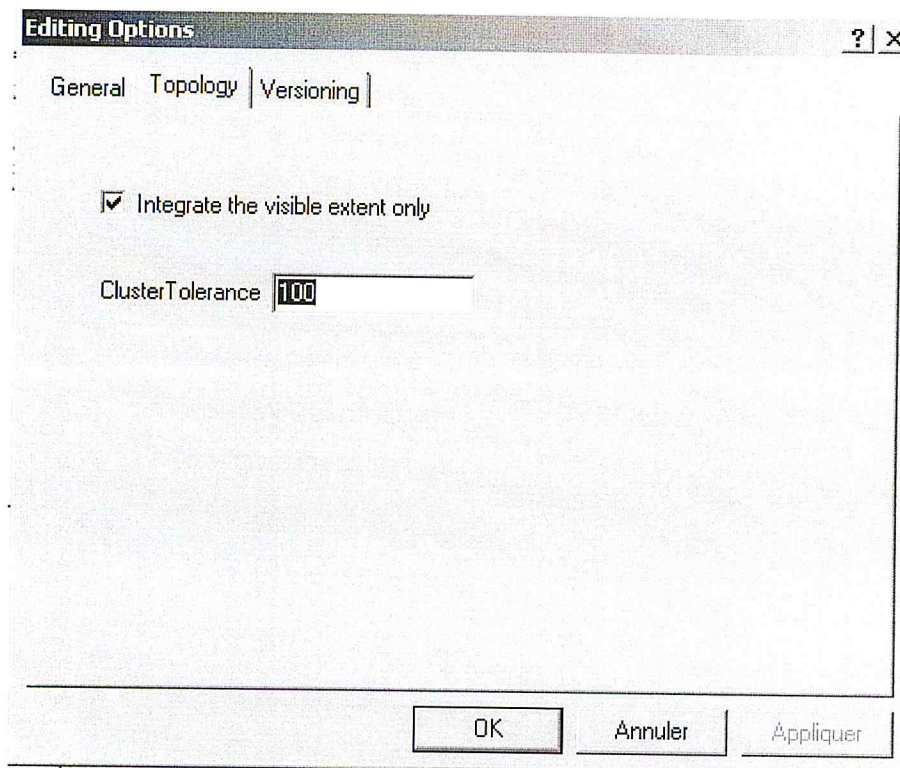 Editing Options
? ×
General Topology Versioning
Integrate the visible extent only
ClusterTolerance 100
OK Annuler Appliquer